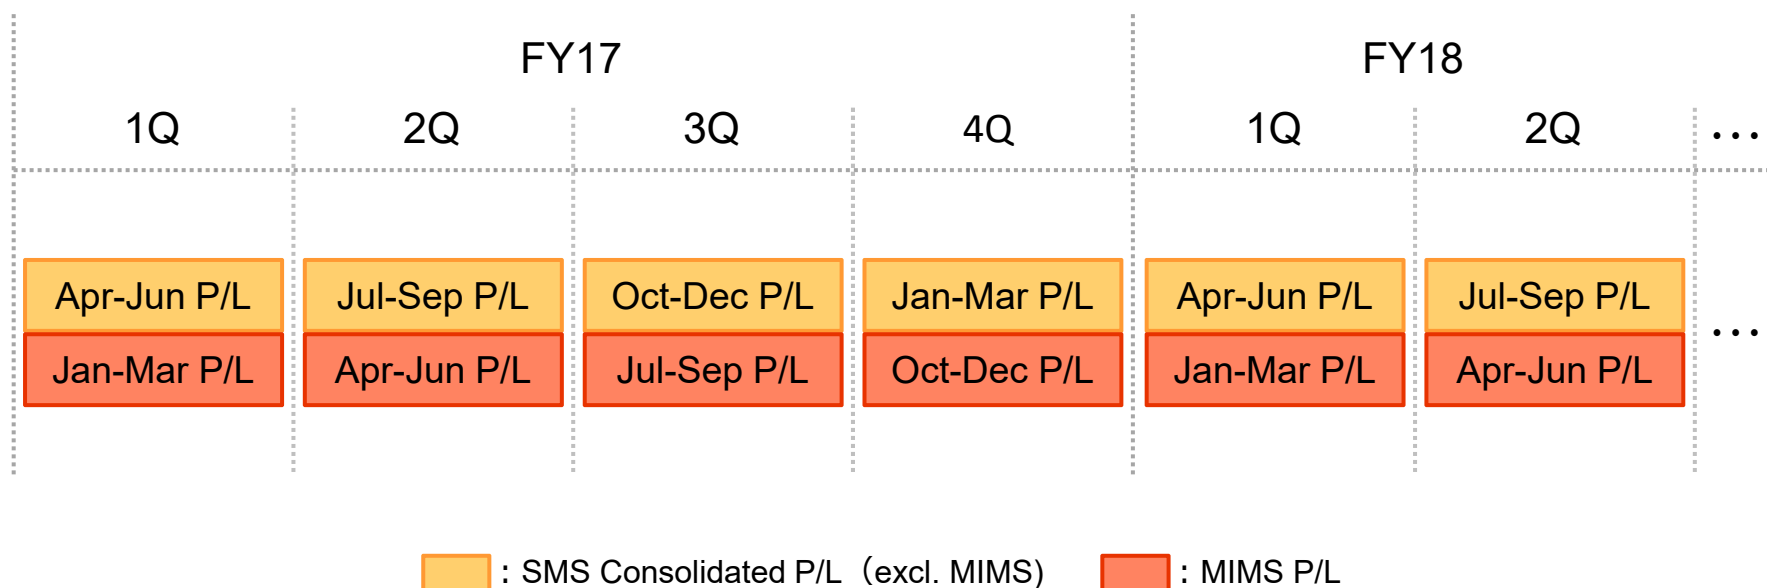 FY17 FY18
1Q 2Q 3Q 4Q 1Q 2Q ...
Apr-Jun P/L Jul-Sep P/L Oct-Dec P/L Jan-Mar P/L Apr-Jun P/L Jul-Sep P/L
...
Jan-Mar P/L Apr-Jun P/L Jul-Sep P/L Oct-Dec P/L Jan-Mar P/L Apr-Jun P/L
: SMS Consolidated P/L（excl. MIMS) : MIMS P/L